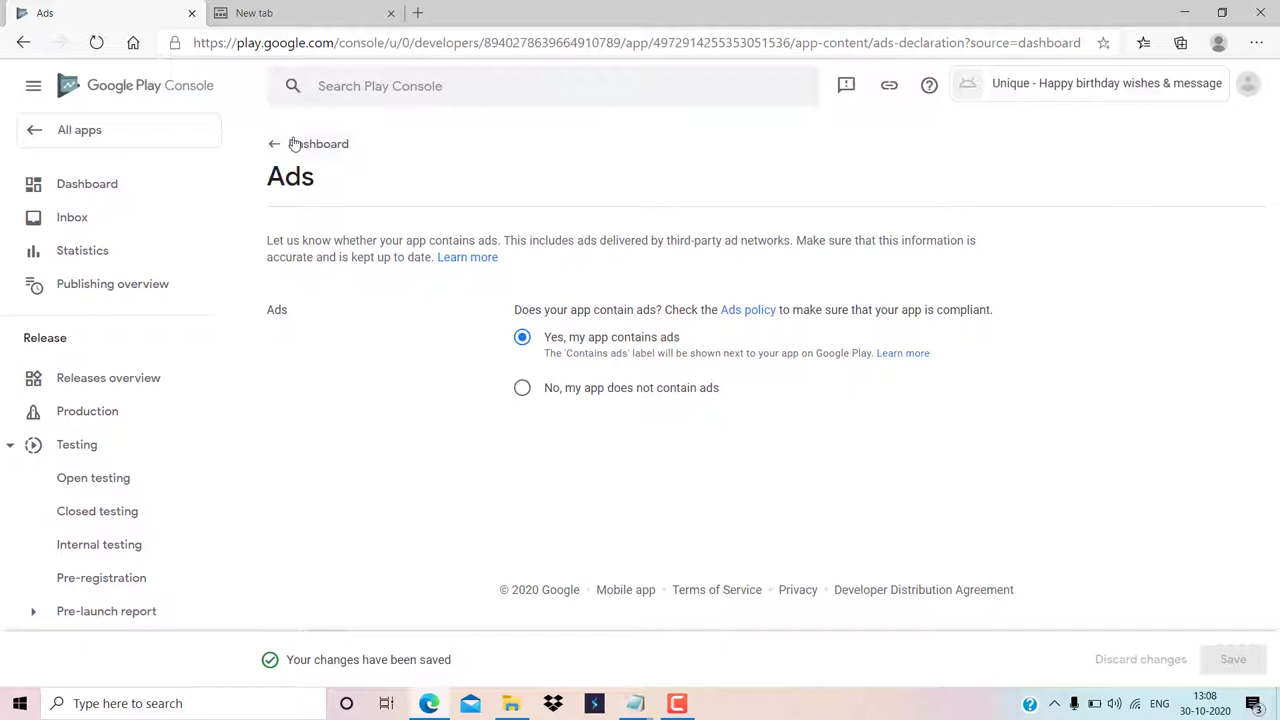 Ads
New tab
https://play.google.com/console/u/0/developers/8940278639664910789/app/4972914255353051536/app-content/ads-declaration?source=dashboard
Google Play Console
Search Play Console
Unique - Happy birthday wishes & message
All apps
Dashboard
Inbox
Statistics
Publishing overview
Release
Releases overview
Production
Testing
Open testing
Closed testing
Internal testing
Pre-registration
Pre-launch report
Dashboard
Ads
Let us know whether your app contains ads. This includes ads delivered by third-party ad networks. Make sure that this information is
accurate and is kept up to date. Learn more
Ads
Does your app contain ads? Check the Ads policy to make sure that your app is compliant.
Yes, my app contains ads
The 'Contains ads' label will be shown next to your app on Google Play. Learn more
No, my app does not contain ads
© 2020 Google · Mobile app · Terms of Service · Privacy · Developer Distribution Agreement
Your changes have been saved
Discard changes
Save
Type here to search
ENG
13:08
30-10-2020
3